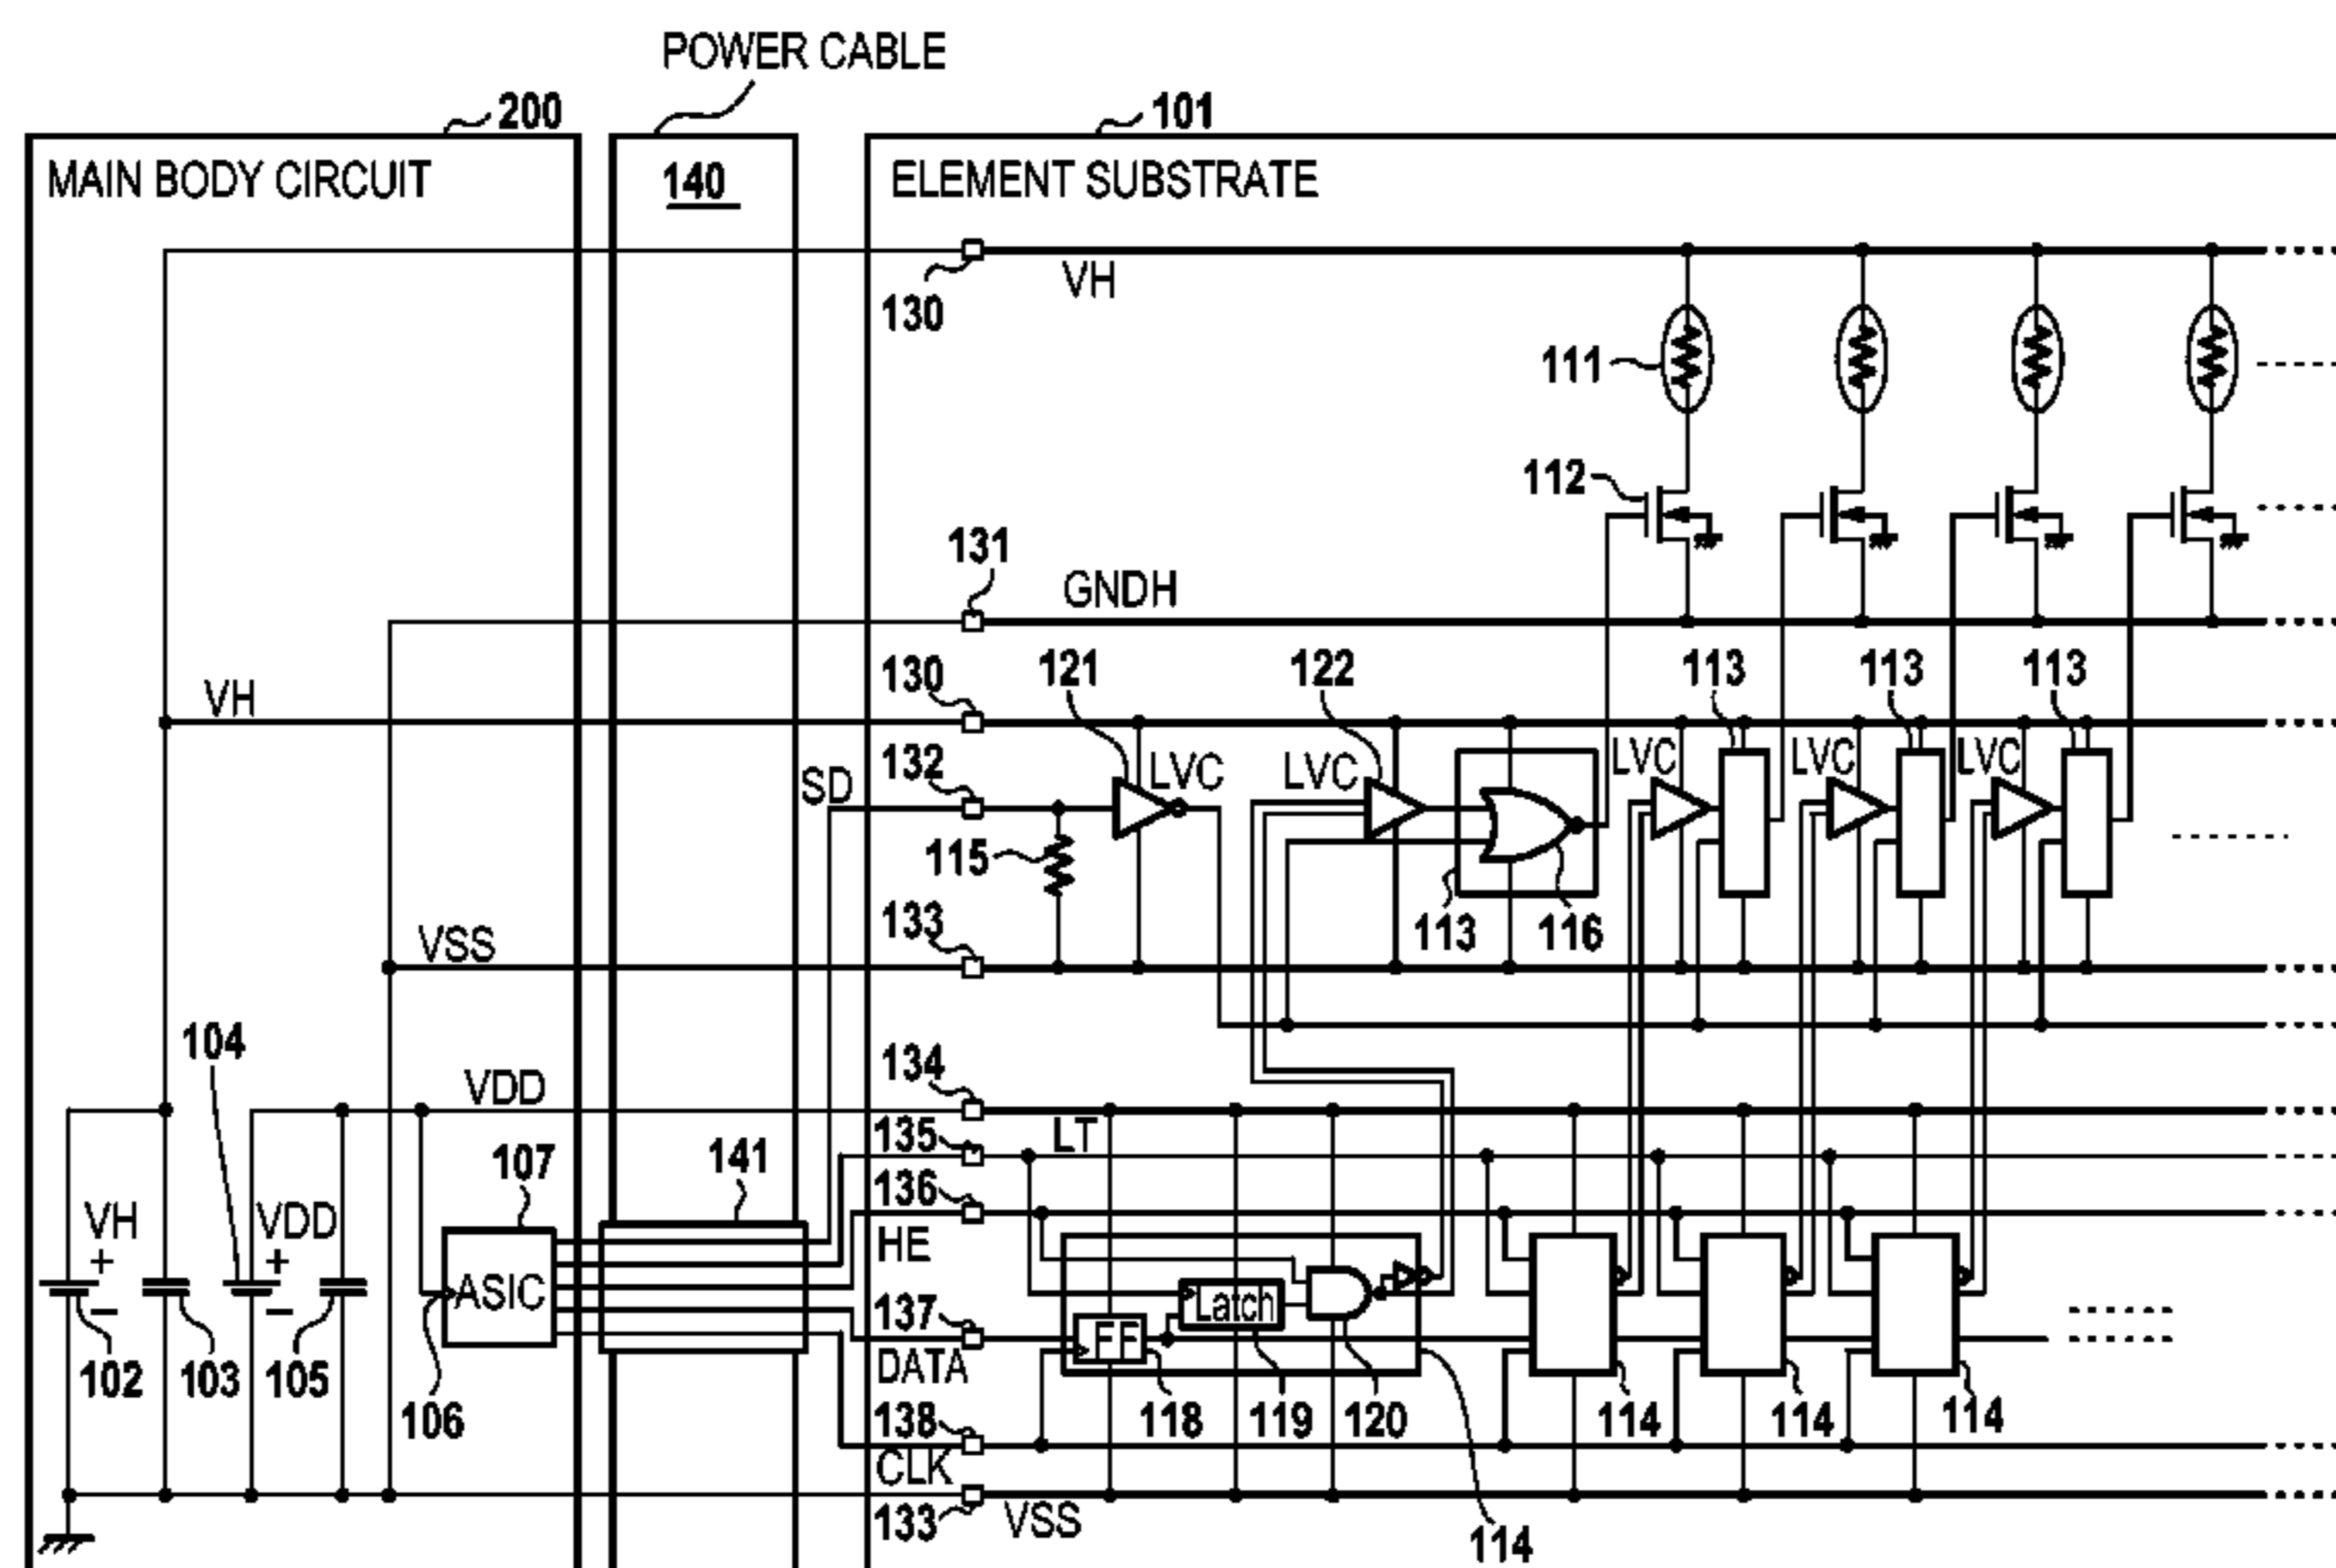 POWER CABLE
200
101
MAIN BODY CIRCUIT
140
ELEMENT SUBSTRATE
130
VH
111
112
131
GNDH
130
121
122
113
113
113
VH
SD
132
LVC
LVC
LVC
LVC
LVC
115
113
116
133
VSS
104
134
VDD
135
LT
107
141
136
VH
VDD
HE
+
+
ASIC
Latch
137
FF
−
−
DATA
102
103
105
106
138
118
119
120
114
114
114
CLK
133
VSS
114